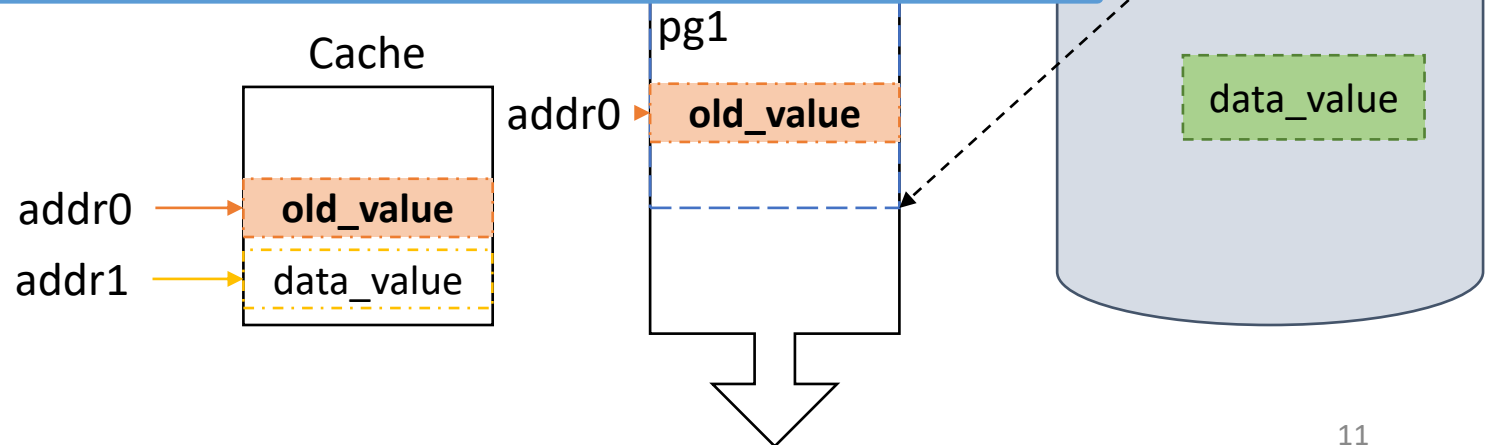 pg1
Cache
data_value
addr0
old_value
addr0
old_value
addr1
data_value
11